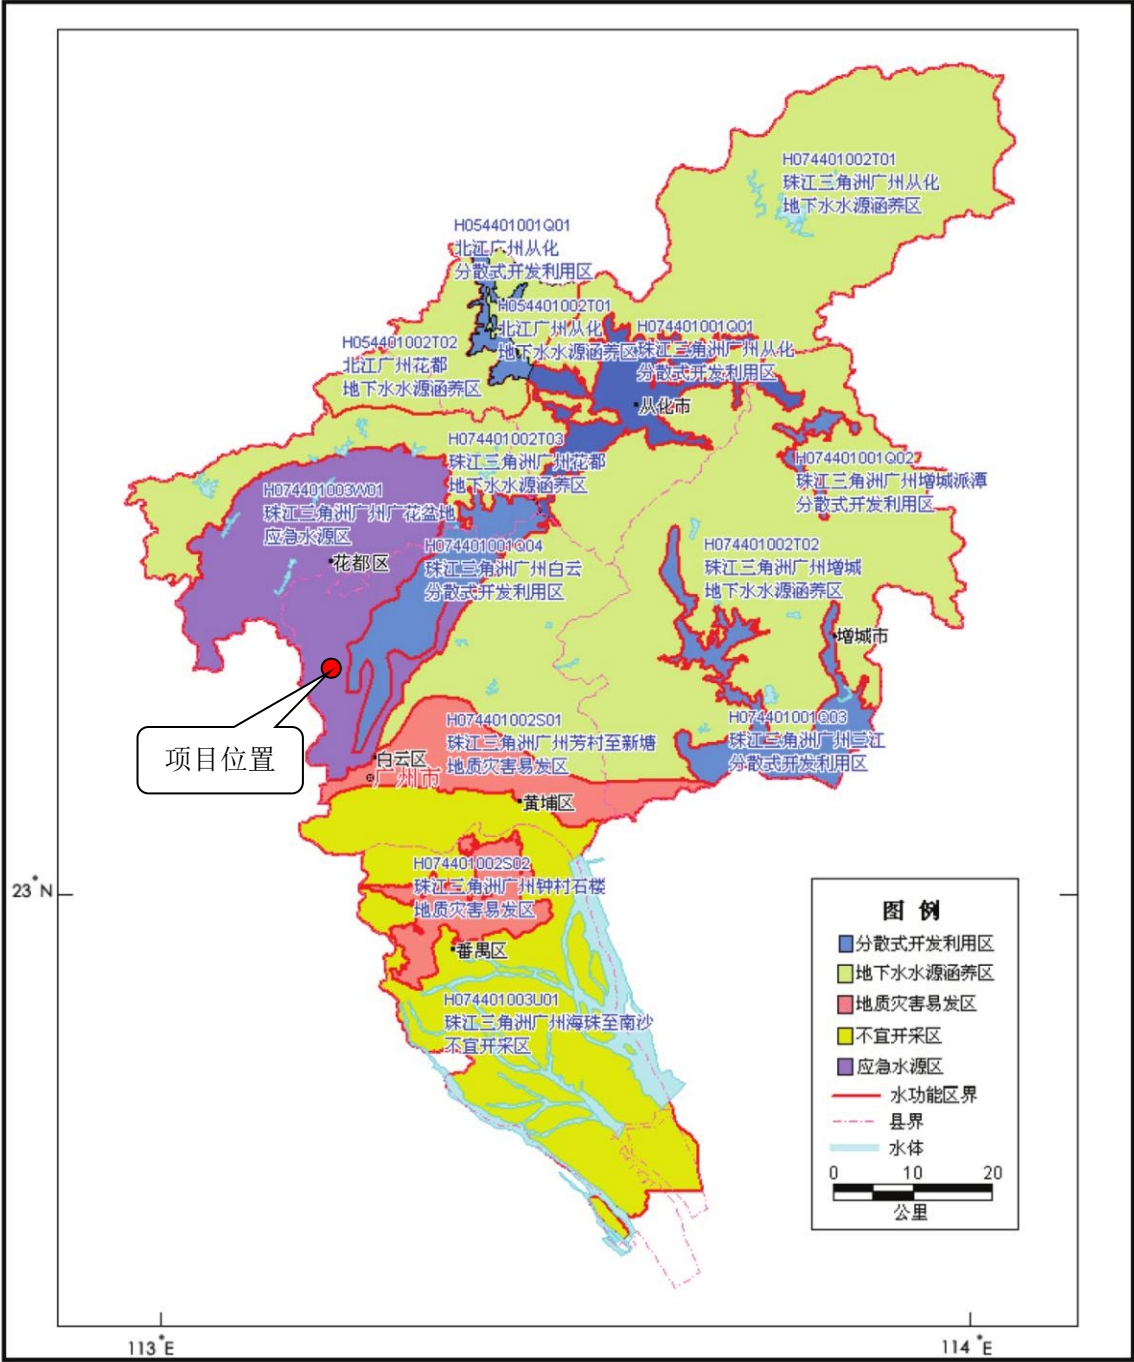 H074401002T01
珠江三角洲广州从化
地下水水源涵养区
H054401001Q01
北江广州从化
分散式开发利用区
H054401002T01
北江广州从化
地下水水源涵养区
H074401001Q01
珠江三角洲广州从化
分散式开发利用区
H054401002T02
北江广州花都
地下水水源涵养区
从化市
H074401002T03
珠江三角洲广州花都
地下水水源涵养区
H074401001Q02
珠江三角洲广州增城派潭
分散式开发利用区
H074401003W01
珠江三角洲广州广花盆地
应急水源区
花都区
H074401001Q04
珠江三角洲广州白云
分散式开发利用区
H074401002T02
珠江三角洲广州增城
地下水水源涵养区
增城市
项目位置
H074401002S01
珠江三角洲广州芳村至新塘
地质灾害易发区
H074401001Q03
珠江三角洲广州三江
分散式开发利用区
白云区
广州市
黄埔区
H074401002S02
珠江三角洲广州钟村石楼
地质灾害易发区
番禺区
H074401003U01
珠江三角洲广州海珠至南沙
不宜开采区
23°N
图 例
分散式开发利用区
地下水水源涵养区
地质灾害易发区
不宜开采区
应急水源区
水功能区界
县界
水体
0 10 20
公里
113°E
114°E